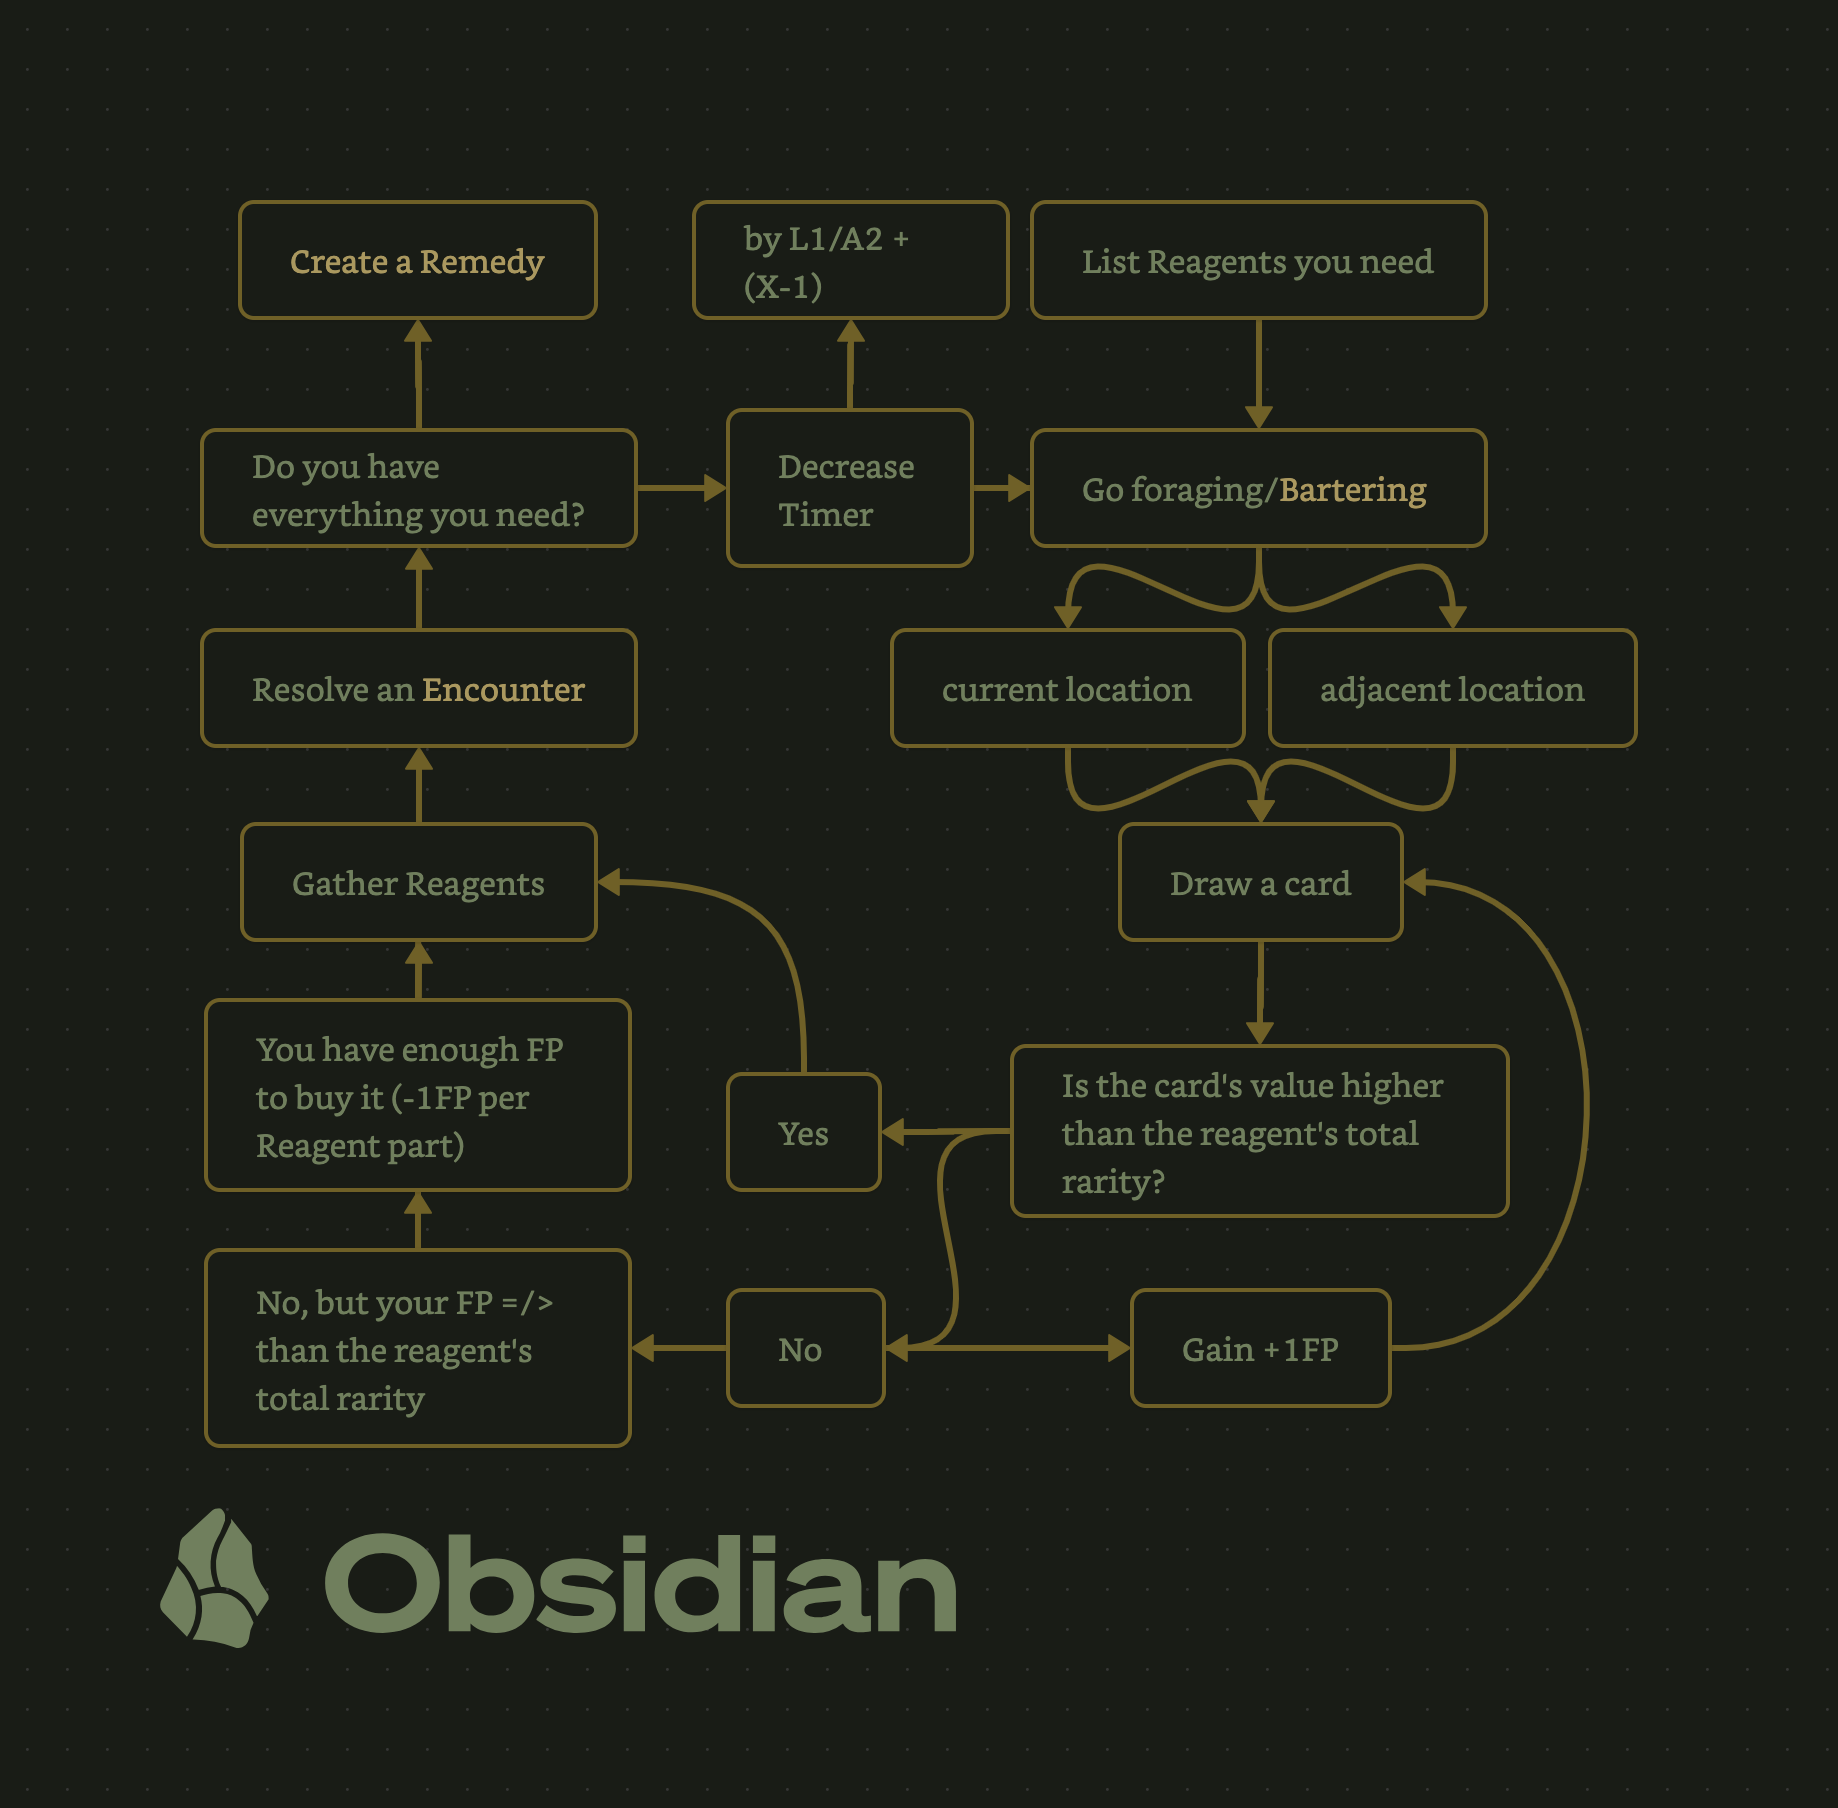 Create a Remedy
by L1/A2 +
(X-1)
List Reagents you need
Do you have
everything you need?
Decrease
Timer
Go foraging/Bartering
Resolve an Encounter
current location
adjacent location
Gather Reagents
Draw a card
You have enough FP
to buy it (-1FP per
Reagent part)
Yes
Is the card's value higher
than the reagent's total
rarity?
No, but your FP =/>
than the reagent's
total rarity
No
Gain +1FP
Obsidian